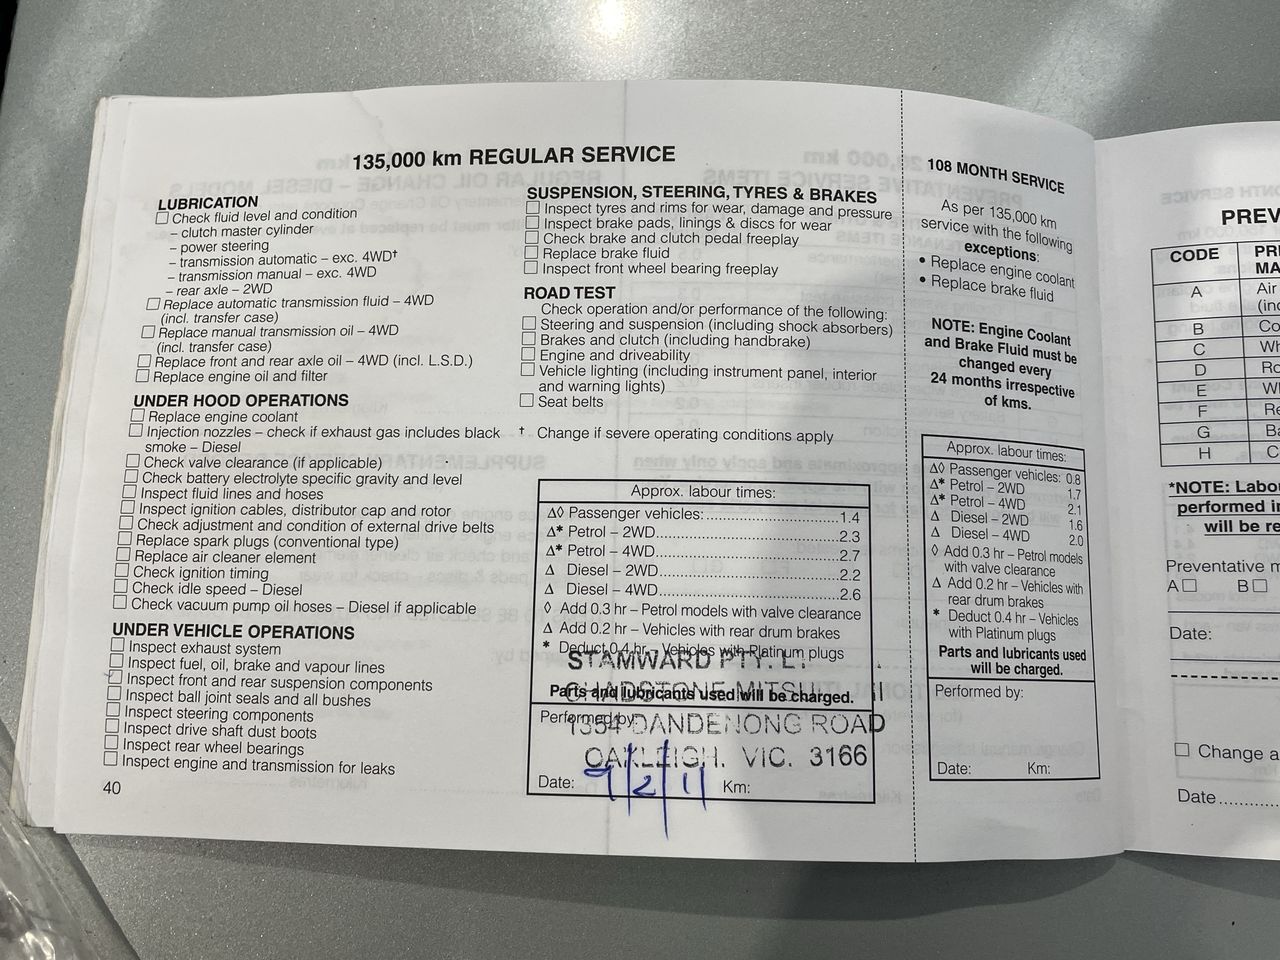 135,000 km REGULAR SERVICE
LUBRICATION
☐ Check fluid level and condition
– clutch master cylinder
– power steering
– transmission automatic – exc. 4WD†
– transmission manual – exc. 4WD
– rear axle – 2WD
☐ Replace automatic transmission fluid – 4WD
(incl. transfer case)
☐ Replace manual transmission oil – 4WD
(incl. transfer case)
☐ Replace front and rear axle oil – 4WD (incl. L.S.D.)
☐ Replace engine oil and filter
UNDER HOOD OPERATIONS
☐ Replace engine coolant
☐ Injection nozzles – check if exhaust gas includes black
smoke – Diesel
☐ Check valve clearance (if applicable)
☐ Check battery electrolyte specific gravity and level
☐ Inspect fluid lines and hoses
☐ Inspect ignition cables, distributor cap and rotor
☐ Check adjustment and condition of external drive belts
☐ Replace spark plugs (conventional type)
☐ Replace air cleaner element
☐ Check ignition timing
☐ Check idle speed – Diesel
☐ Check vacuum pump oil hoses – Diesel if applicable
UNDER VEHICLE OPERATIONS
☐ Inspect exhaust system
☐ Inspect fuel, oil, brake and vapour lines
☐ Inspect front and rear suspension components
☐ Inspect ball joint seals and all bushes
☐ Inspect steering components
☐ Inspect drive shaft dust boots
☐ Inspect rear wheel bearings
☐ Inspect engine and transmission for leaks
40
SUSPENSION, STEERING, TYRES & BRAKES
☐ Inspect tyres and rims for wear, damage and pressure
☐ Inspect brake pads, linings & discs for wear
☐ Check brake and clutch pedal freeplay
☐ Replace brake fluid
☐ Inspect front wheel bearing freeplay
ROAD TEST
Check operation and/or performance of the following:
☐ Steering and suspension (including shock absorbers)
☐ Brakes and clutch (including handbrake)
☐ Engine and driveability
☐ Vehicle lighting (including instrument panel, interior
and warning lights)
☐ Seat belts
† Change if severe operating conditions apply
Approx. labour times:
Δ◊ Passenger vehicles:..............................1.4
Δ* Petrol – 2WD..........................................2.3
Δ* Petrol – 4WD..........................................2.7
Δ Diesel – 2WD..........................................2.2
Δ Diesel – 4WD..........................................2.6
◊ Add 0.3 hr – Petrol models with valve clearance
Δ Add 0.2 hr – Vehicles with rear drum brakes
* Deduct 0.4 hr – Vehicles with Platinum plugs
STAMWARD PTY. L
Parts and lubricants used will be charged.
CHADSTONE MITSU
Performed by:
1354 DANDENONG ROAD
OAKLEIGH. VIC. 3166
Date: 9/2/11 Km:
108 MONTH SERVICE
As per 135,000 km
service with the following
exceptions:
• Replace engine coolant
• Replace brake fluid
NOTE: Engine Coolant
and Brake Fluid must be
changed every
24 months irrespective
of kms.
Approx. labour times:
Δ◊ Passenger vehicles: 0.8
Δ* Petrol – 2WD 1.7
Δ* Petrol – 4WD 2.1
Δ Diesel – 2WD 1.6
Δ Diesel – 4WD 2.0
◊ Add 0.3 hr – Petrol models
with valve clearance
Δ Add 0.2 hr – Vehicles with
rear drum brakes
* Deduct 0.4 hr – Vehicles
with Platinum plugs
Parts and lubricants used
will be charged.
Performed by:
Date: Km:
PREV
CODE PRE
MA
A Air
(inc
B Co
C Wh
D Ro
E Wh
F Re
G Ba
H C
*NOTE: Labou
performed in
will be re
Preventative m
A☐ B☐
Date:
☐ Change a
Date..........